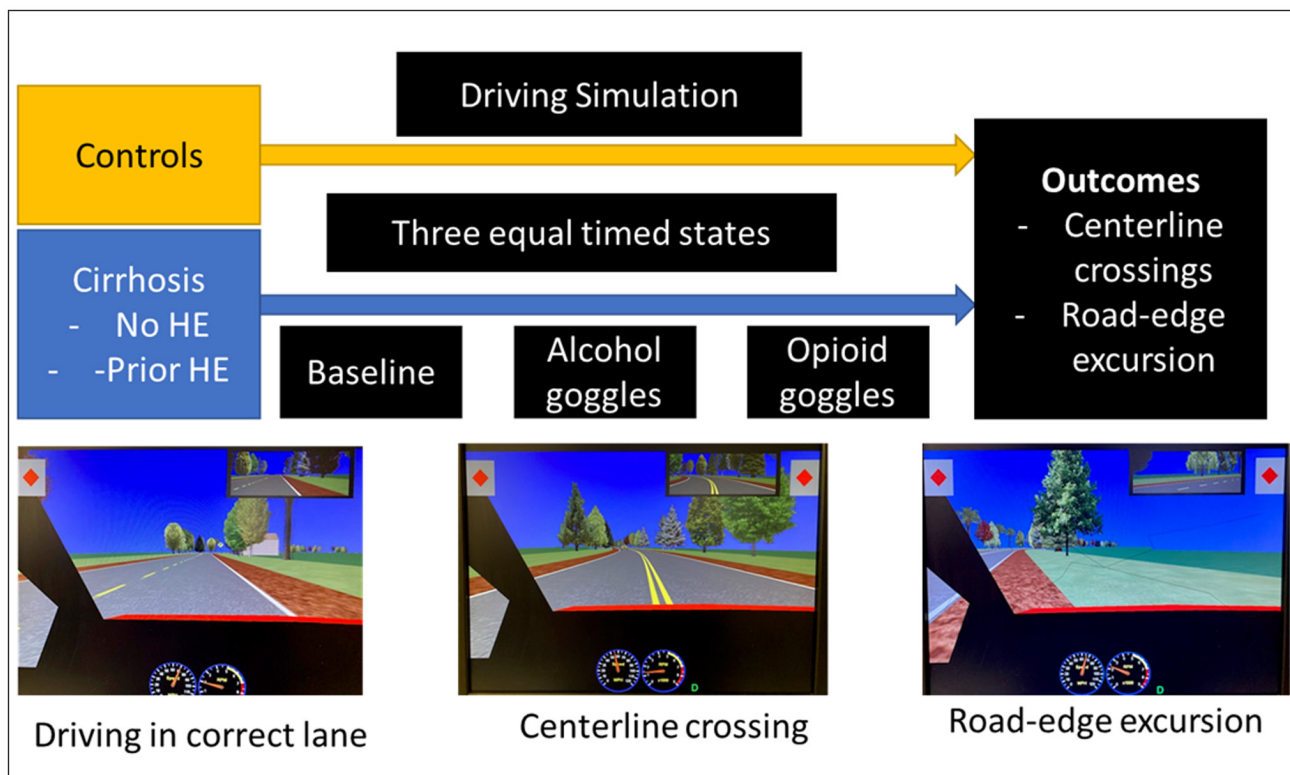 Driving Simulation
Controls
Three equal timed states
Cirrhosis
- No HE
- -Prior HE
Baseline
Alcohol
goggles
Opioid
goggles
Outcomes
- Centerline
crossings
- Road-edge
excursion
D
D
Driving in correct lane
Centerline crossing
Road-edge excursion